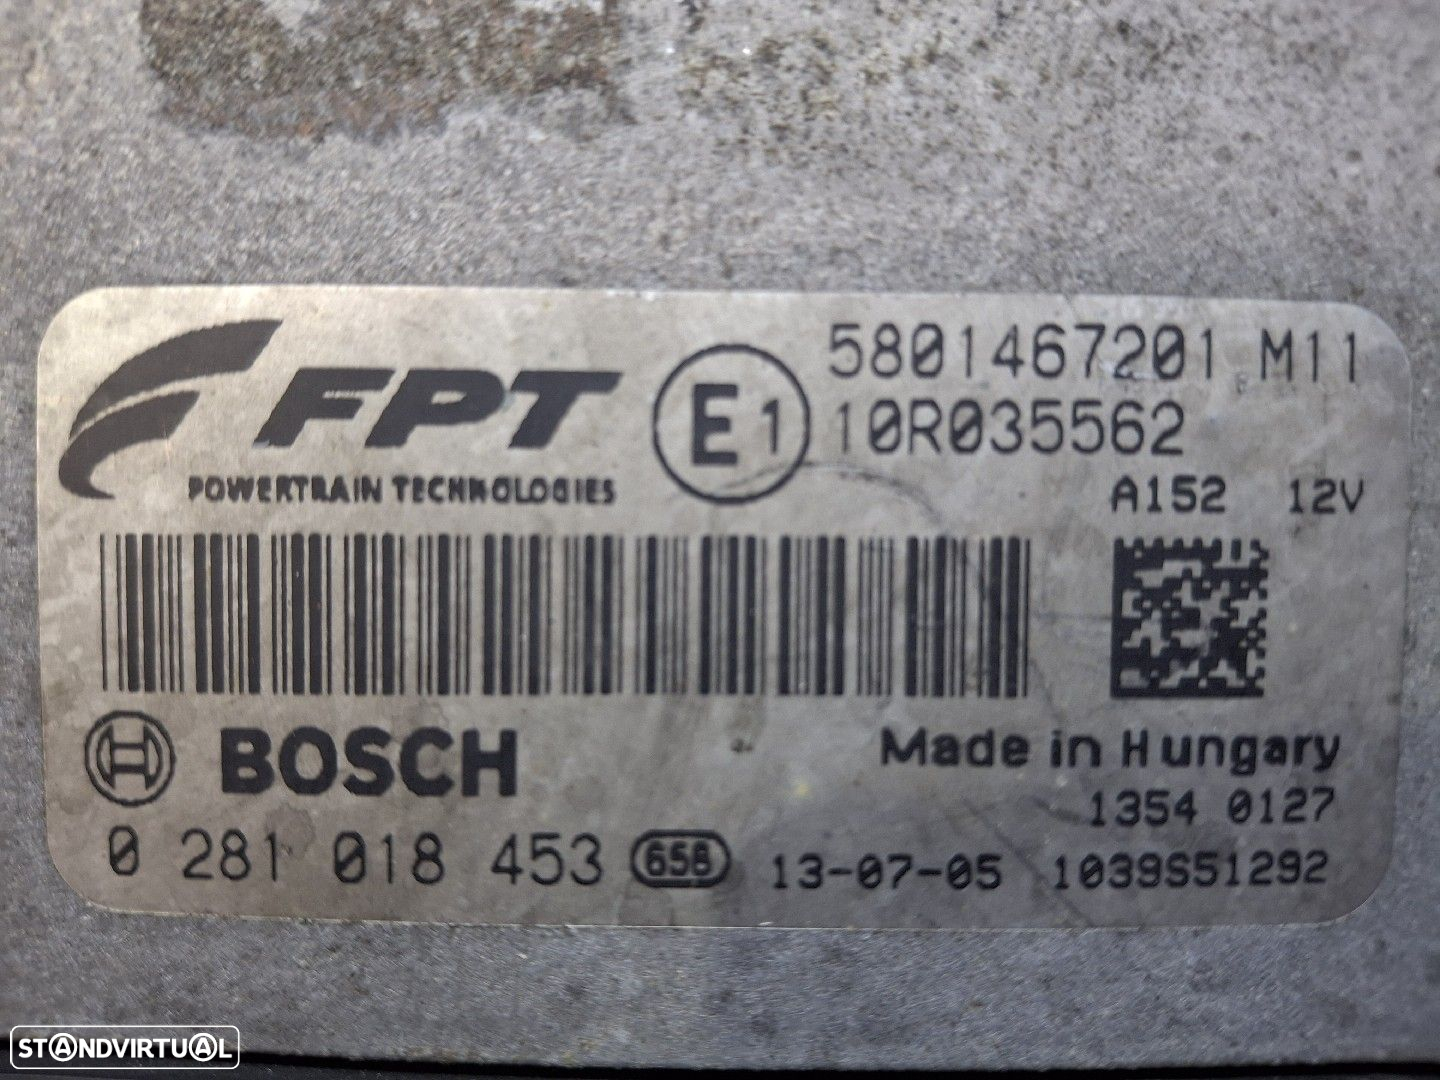 FPT
POWERTRAIN TECHNOLOGIES
E1
5801467201 M11
10R035562
A152 12V
BOSCH
Made in Hungary
1354 0127
0 281 018 453 658 13-07-05 1039S51292
STANDVIRTUAL